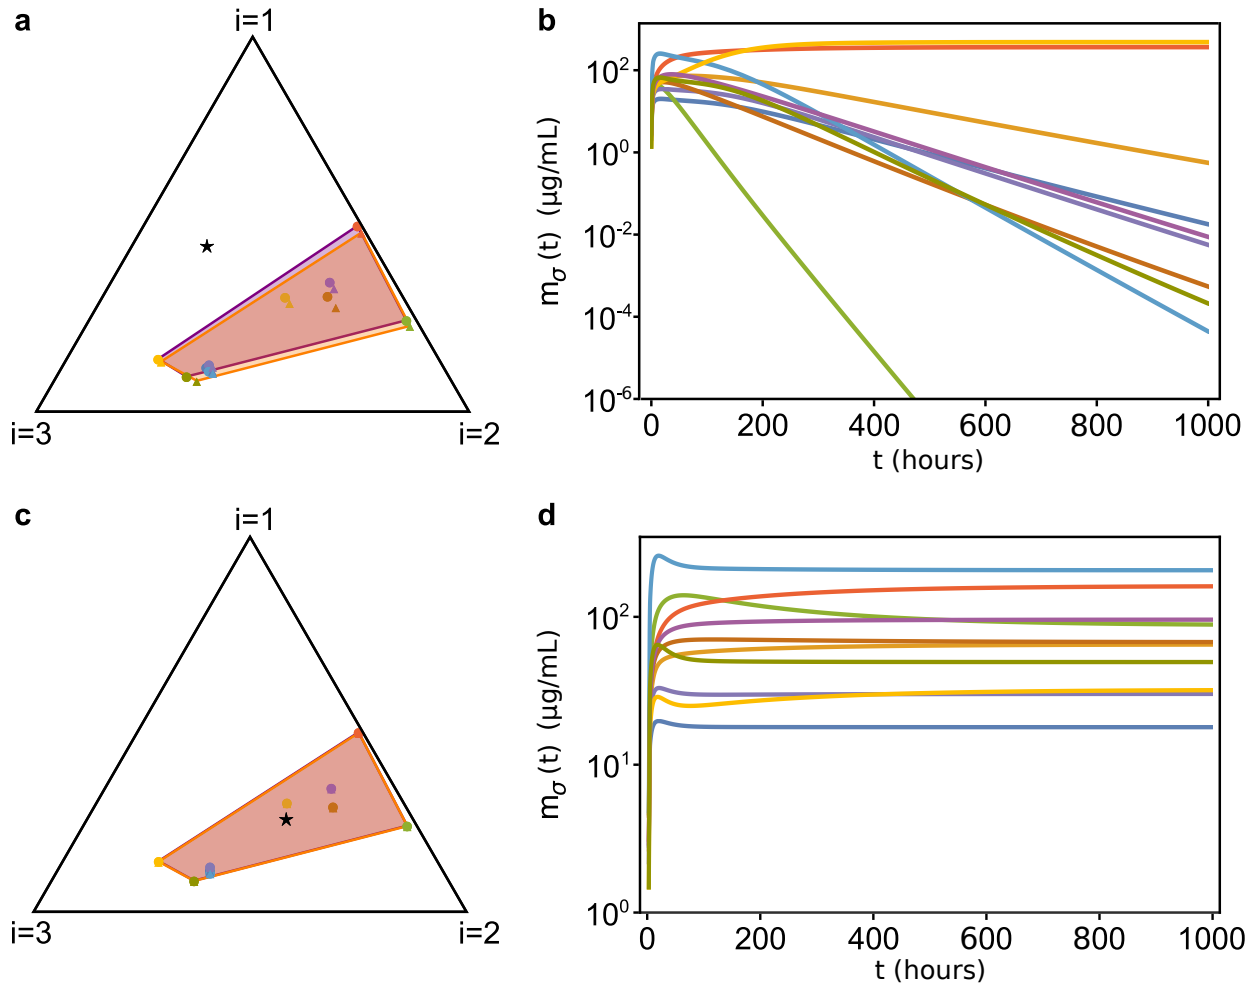 a
i=1
i=3
i=2
b
m_σ (t) (μg/mL)
10^2
10^0
10^-2
10^-4
10^-6
0 200 400 600 800 1000
t (hours)
c
i=1
i=3
i=2
d
m_σ (t) (μg/mL)
10^2
10^1
10^0
0 200 400 600 800 1000
t (hours)